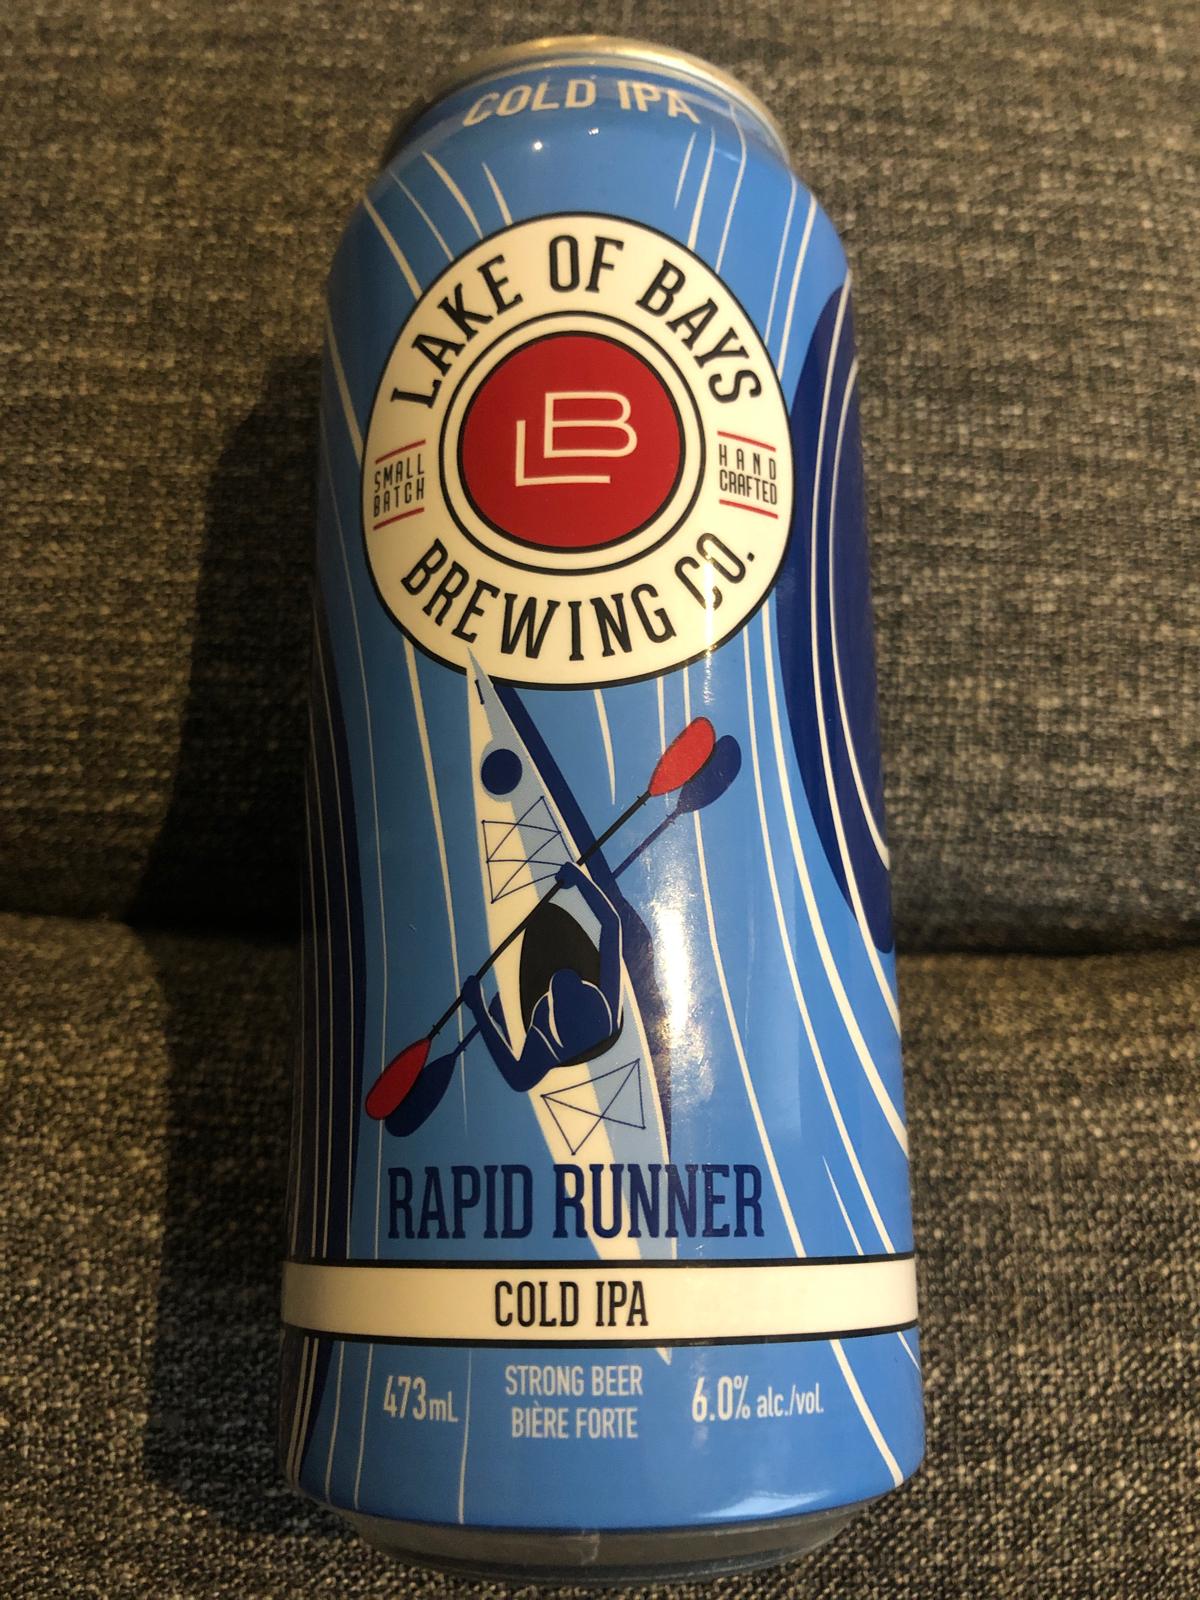 COLD IPA
LAKE OF BAYS
LB
SMALL
BATCH
HAND
CRAFTED
BREWING CO.
RAPID RUNNER
COLD IPA
473mL
STRONG BEER
BIÈRE FORTE
6.0% alc./vol.